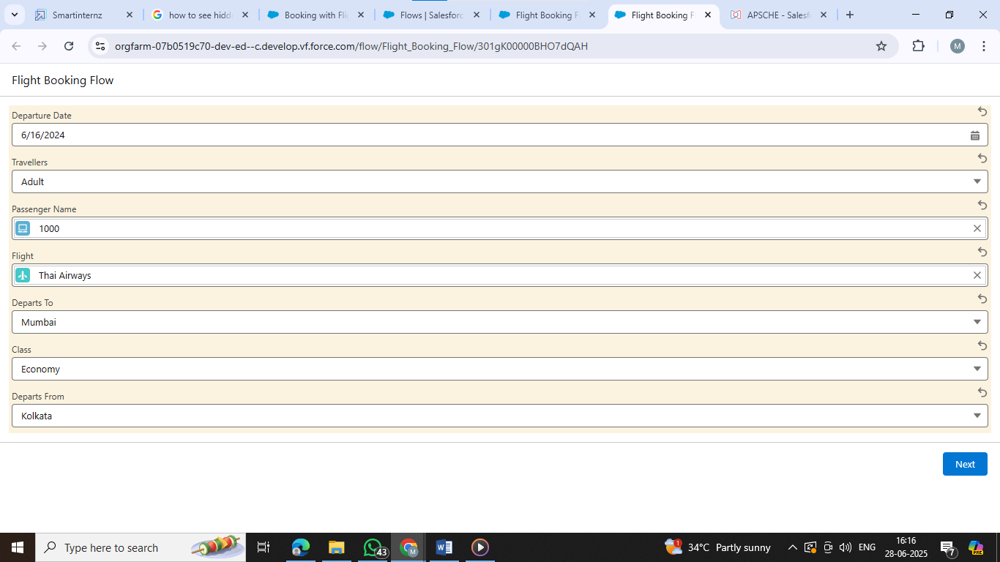 Smartinternz
how to see hidde
Booking with Fli
Flows | Salesforc
Flight Booking F
Flight Booking F
APSCHE - Salesf
orgfarm-07b0519c70-dev-ed--c.develop.vf.force.com/flow/Flight_Booking_Flow/301gK00000BHO7dQAH
M
Flight Booking Flow
Departure Date
6/16/2024
Travellers
Adult
Passenger Name
1000
Flight
Thai Airways
Departs To
Mumbai
Class
Economy
Departs From
Kolkata
Next
Type here to search
43
M
W
1
34°C Partly sunny
ENG
16:16
28-06-2025
7
PRE